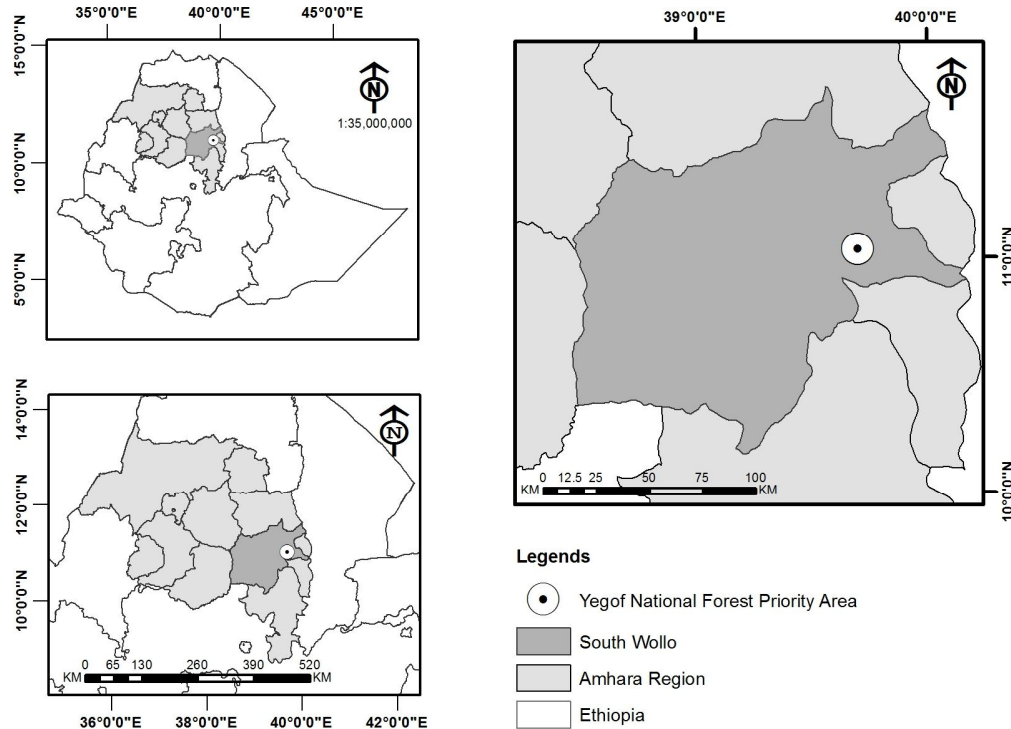 35°0'0"E 40°0'0"E 45°0'0"E
15°0'0"N
10°0'0"N
5°0'0"N
N
1:35,000,000
39°0'0"E 40°0'0"E
N
11°0'0"N
10°0'0"N
0 12.5 25 50 75 100
KM KM
14°0'0"N
12°0'0"N
10°0'0"N
N
0 65 130 260 390 520
KM KM
36°0'0"E 38°0'0"E 40°0'0"E 42°0'0"E
Legends
Yegof National Forest Priority Area
South Wollo
Amhara Region
Ethiopia